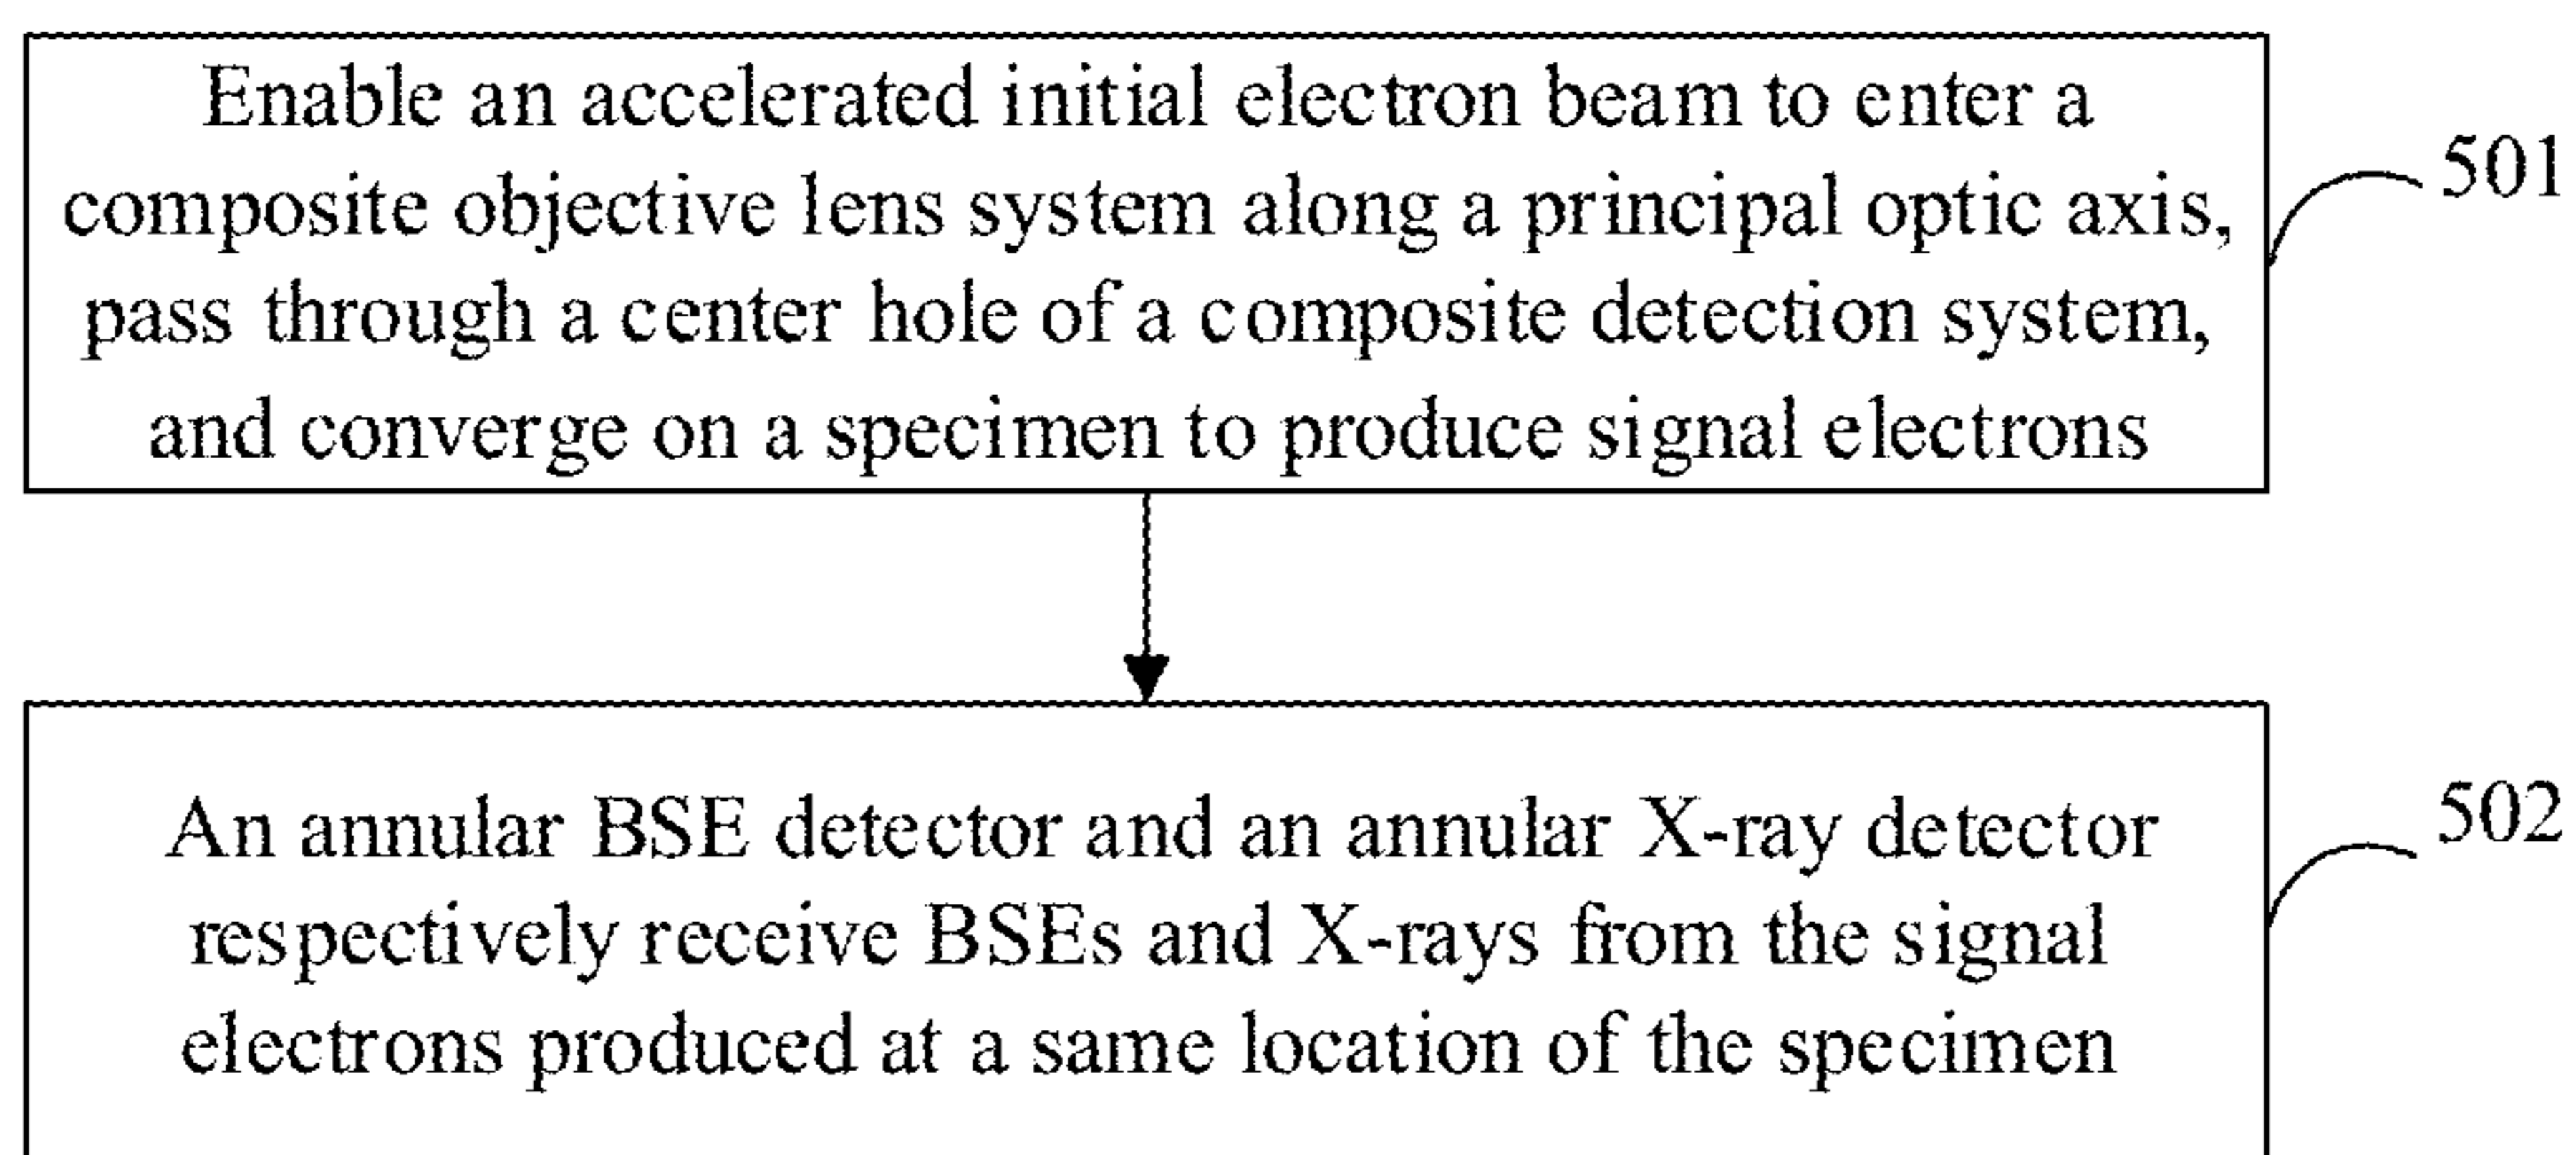 Enable an accelerated initial electron beam to enter a
composite objective lens system along a principal optic axis,
pass through a center hole of a composite detection system,
and converge on a specimen to produce signal electrons
501
An annular BSE detector and an annular X-ray detector
respectively receive BSEs and X-rays from the signal
electrons produced at a same location of the specimen
502